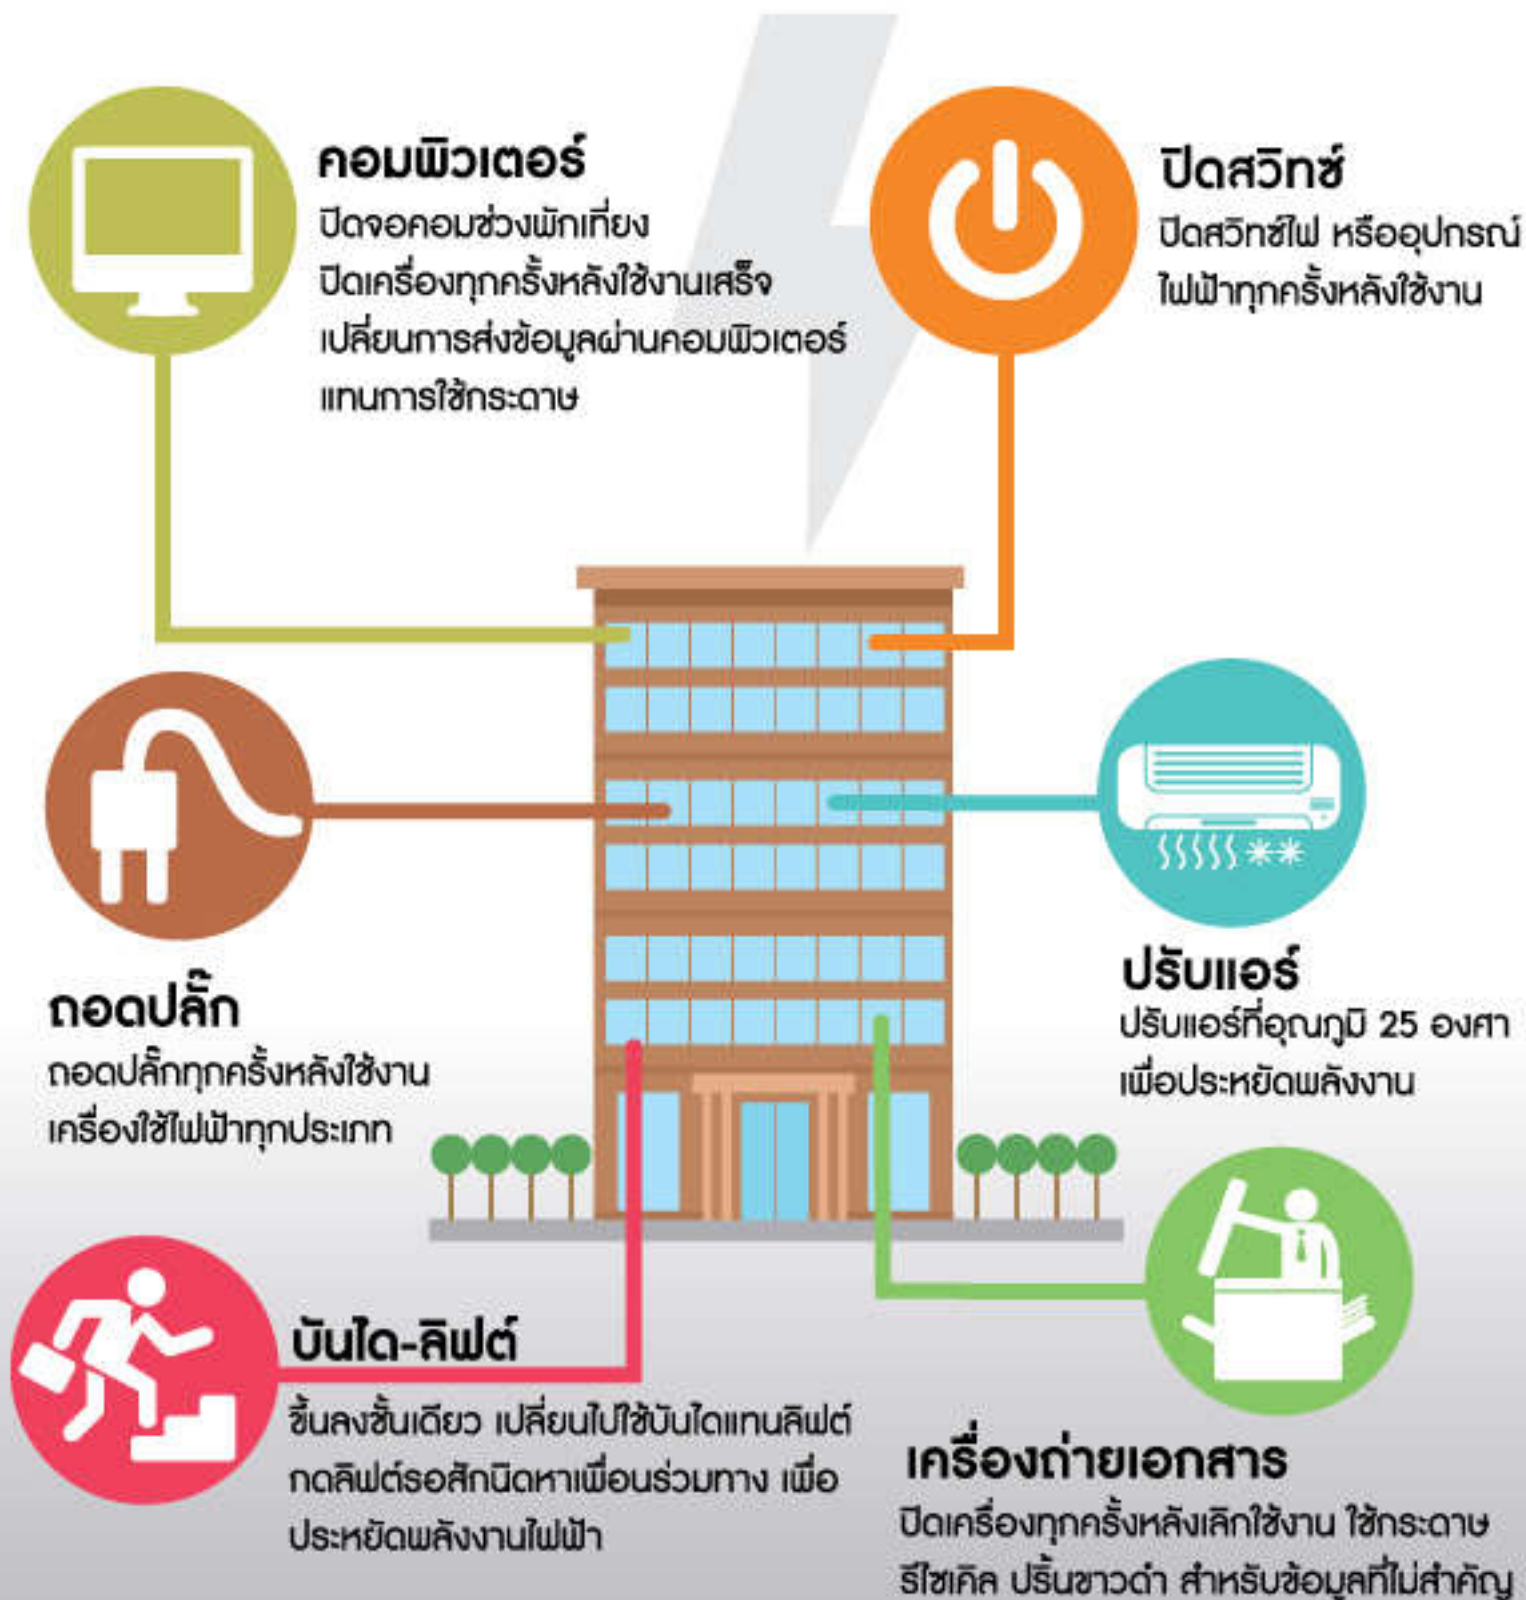 คอมพิวเตอร์
ปิดจอคอมช่วงพักเที่ยง
ปิดเครื่องทุกครั้งหลังใช้งานเสร็จ
เปลี่ยนการส่งข้อมูลผ่านคอมพิวเตอร์
แทนการใช้กระดาษ
ปิดสวิทซ์
ปิดสวิทซ์ไฟ หรืออุปกรณ์
ไฟฟ้าทุกครั้งหลังใช้งาน
ถอดปลั๊ก
ถอดปลั๊กทุกครั้งหลังใช้งาน
เครื่องใช้ไฟฟ้าทุกประเภท
ปรับแอร์
ปรับแอร์ที่อุณภูมิ 25 องศา
เพื่อประหยัดพลังงาน
บันได-ลิฟต์
ขึ้นลงชั้นเดียว เปลี่ยนไปใช้บันไดแทนลิฟต์
กดลิฟต์รอสักนิดหาเพื่อนร่วมทาง เพื่อ
ประหยัดพลังงานไฟฟ้า
เครื่องถ่ายเอกสาร
ปิดเครื่องทุกครั้งหลังเลิกใช้งาน ใช้กระดาษ
รีไซเคิล ปริ้นขาวดำ สำหรับข้อมูลที่ไม่สำคัญ